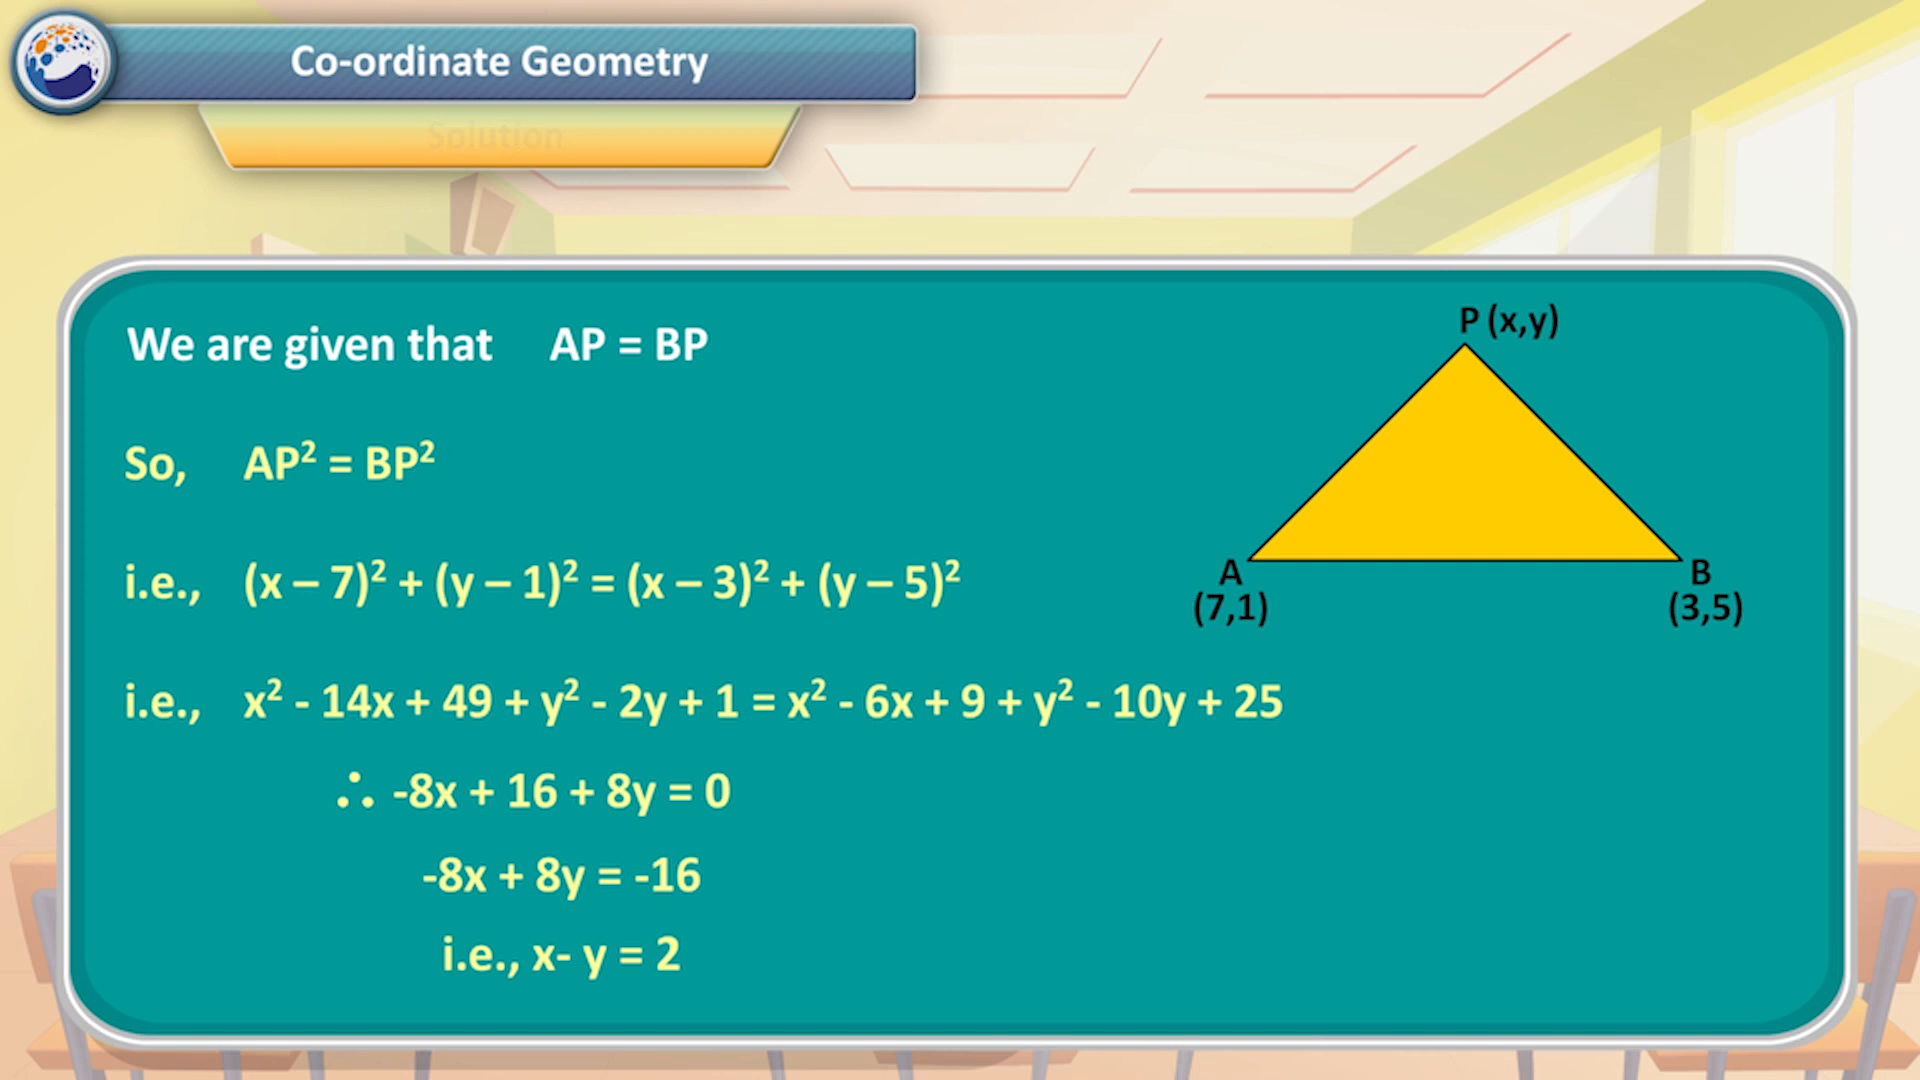 Co-ordinate Geometry
Solution
We are given that AP = BP
So, AP² = BP²
i.e., (x – 7)² + (y – 1)² = (x – 3)² + (y – 5)²
i.e., x² - 14x + 49 + y² - 2y + 1 = x² - 6x + 9 + y² - 10y + 25
∴ -8x + 16 + 8y = 0
-8x + 8y = -16
i.e., x- y = 2
P (x,y)
A
(7,1)
B
(3,5)